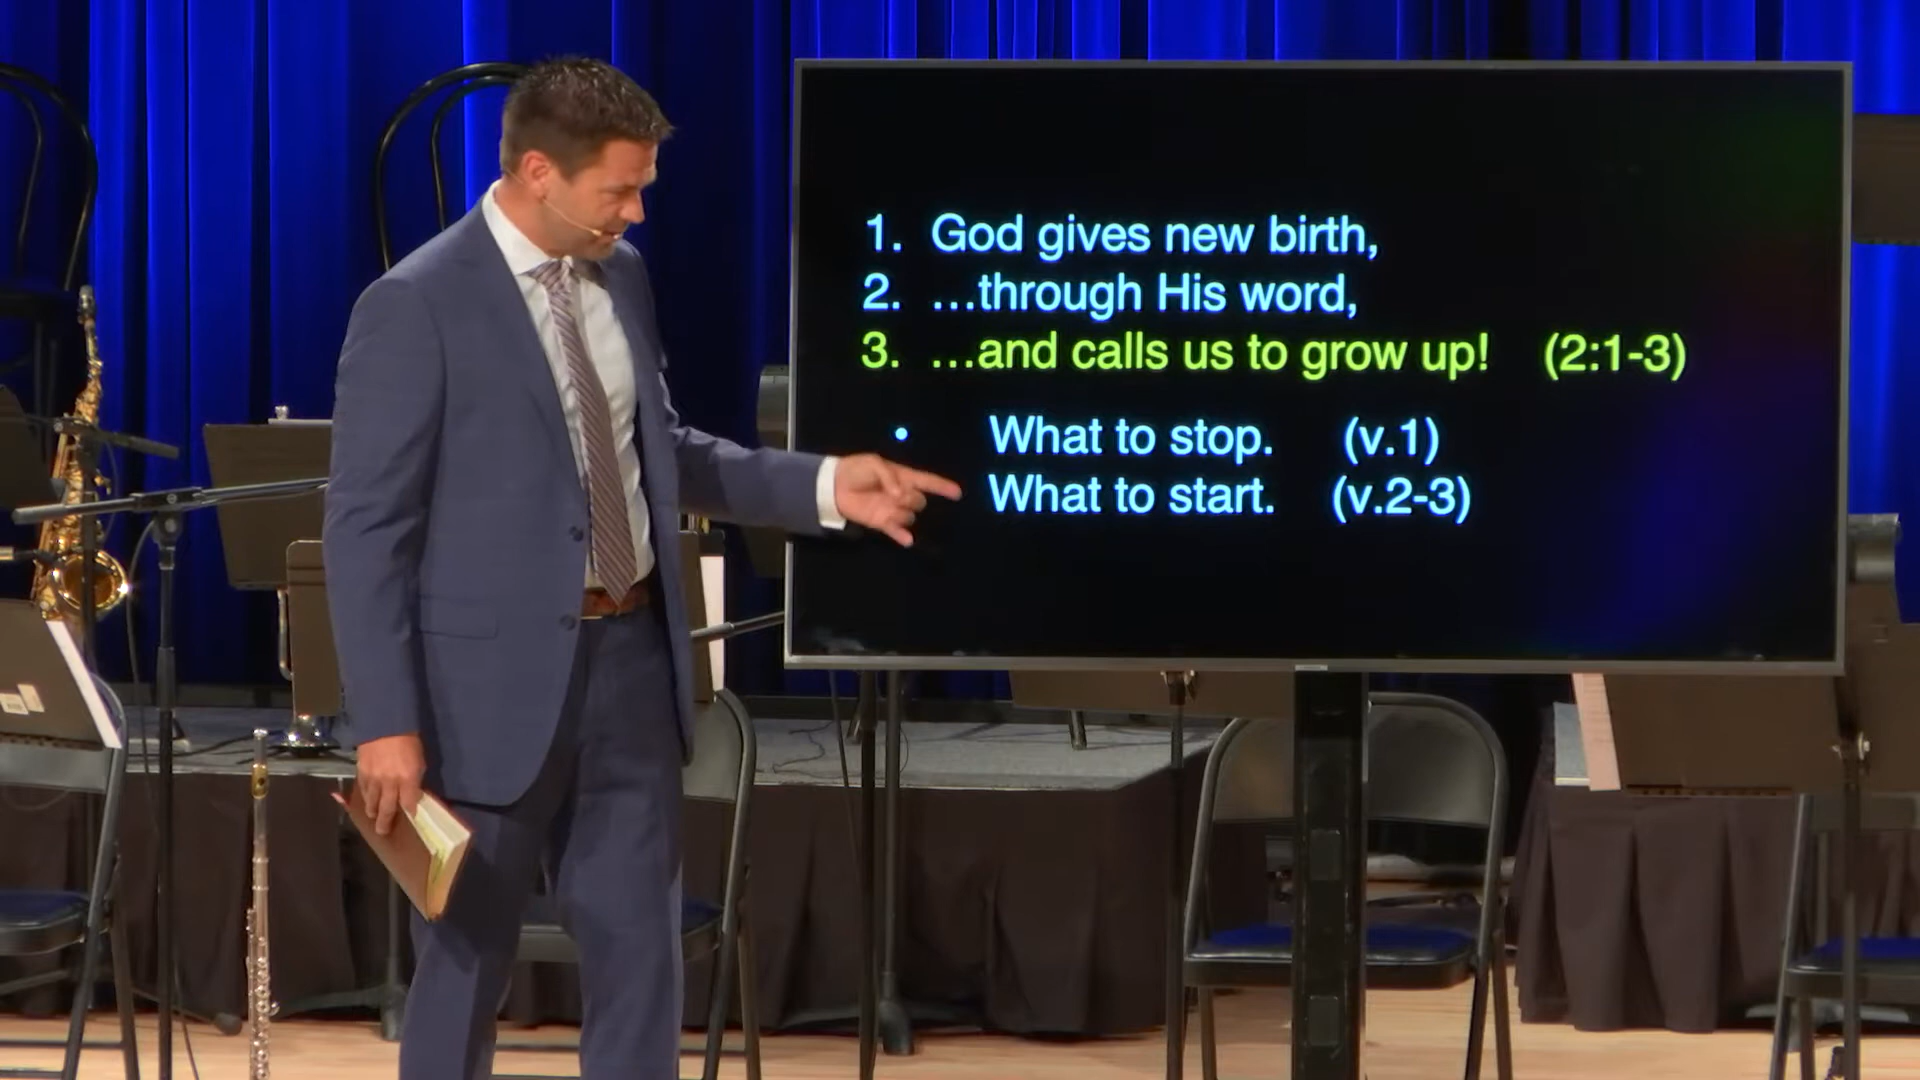 1. God gives new birth,
2. …through His word,
3. …and calls us to grow up! (2:1-3)
• What to stop. (v.1)
What to start. (v.2-3)